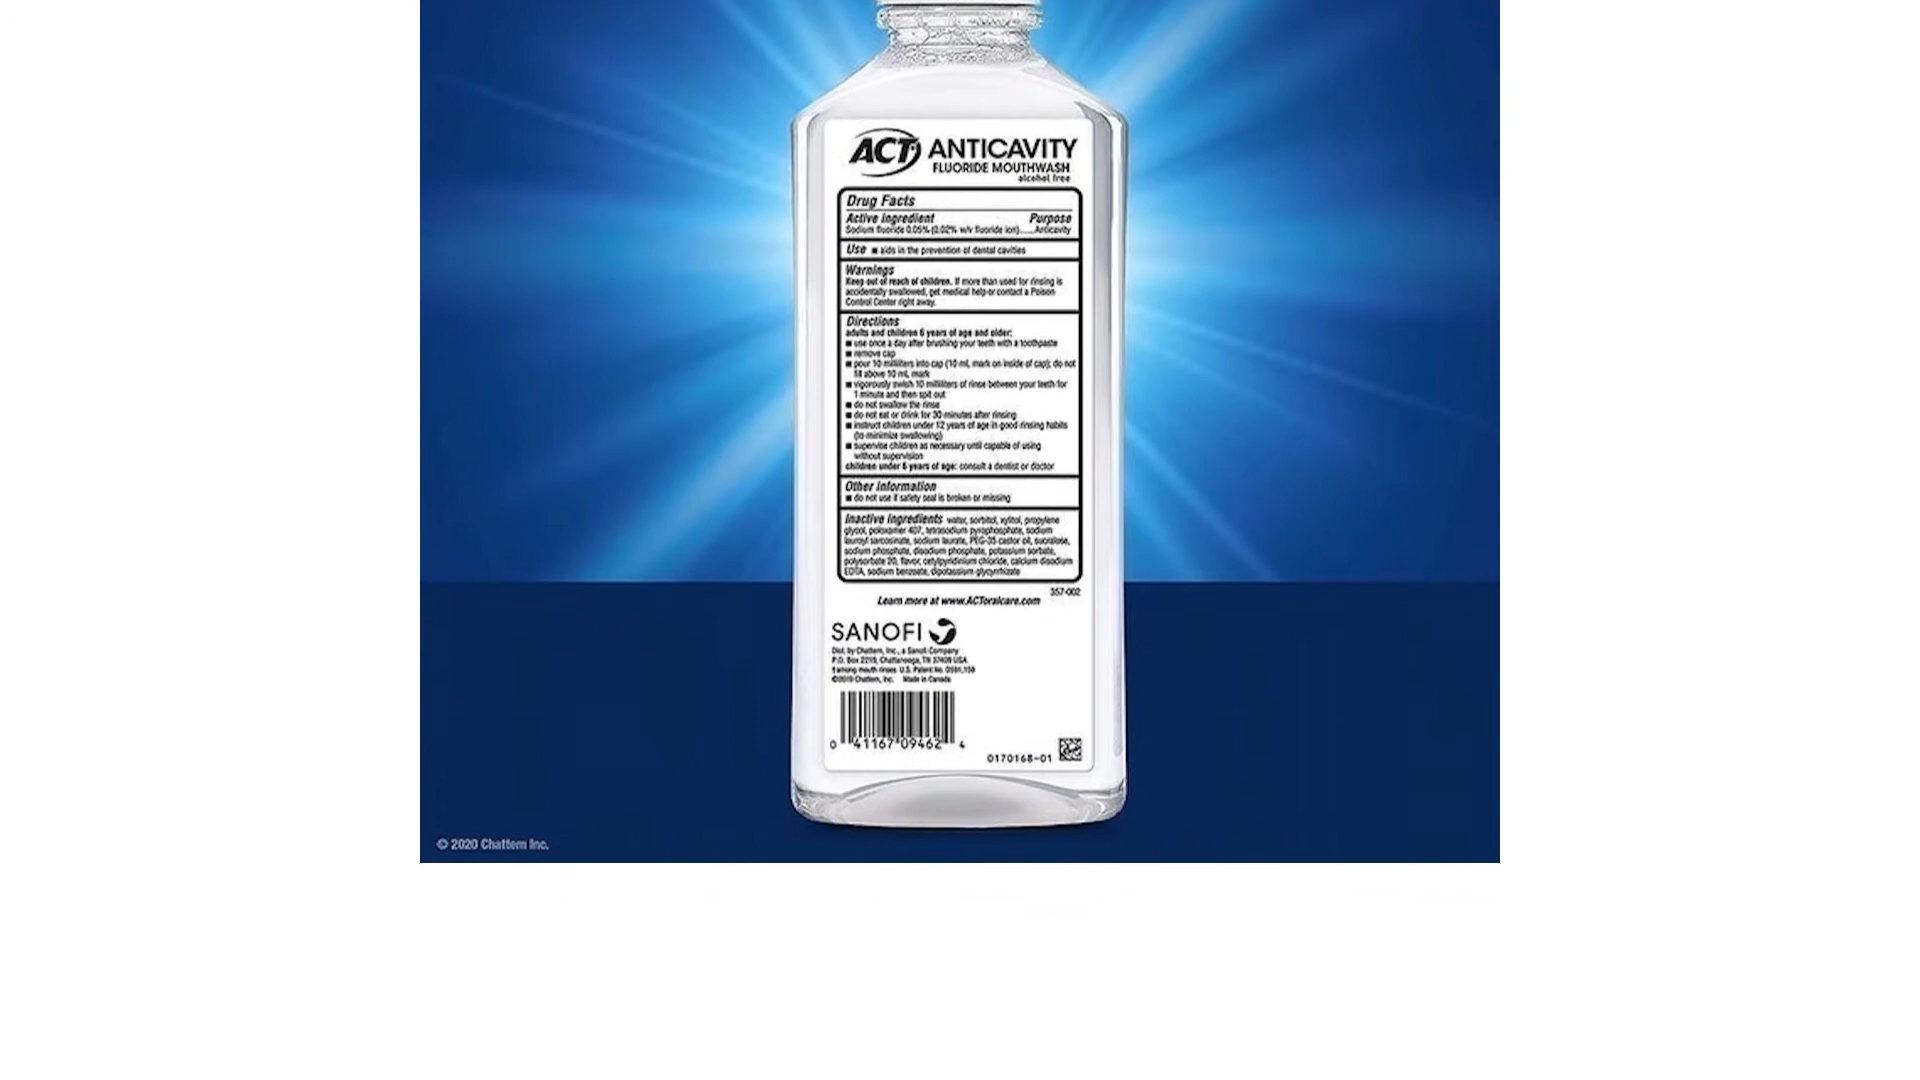 ACT ANTICAVITY
FLUORIDE MOUTHWASH
alcohol free
Drug Facts
Active ingredient Purpose
Sodium fluoride 0.05% (0.02% w/v fluoride ion).....Anticavity
Use ■ aids in the prevention of dental cavities
Warnings
Keep out of reach of children. If more than used for rinsing is
accidentally swallowed, get medical help or contact a Poison
Control Center right away.
Directions
adults and children 6 years of age and older:
■ use once a day after brushing your teeth with a toothpaste
■ remove cap
■ pour 10 milliliters into cap (10 mL mark on inside of cap); do not
fill above 10 mL mark
■ vigorously swish 10 milliliters of rinse between your teeth for
1 minute and then spit out
■ do not swallow the rinse
■ do not eat or drink for 30 minutes after rinsing
■ instruct children under 12 years of age in good rinsing habits
(to minimize swallowing)
■ supervise children as necessary until capable of using
without supervision
children under 6 years of age: consult a dentist or doctor
Other information
■ do not use if safety seal is broken or missing
Inactive ingredients water, sorbitol, xylitol, propylene
glycol, poloxamer 407, tetrasodium pyrophosphate, sodium
lauroyl sarcosinate, sodium laurate, PEG-35 castor oil, sucralose,
sodium phosphate, disodium phosphate, potassium sorbate,
polysorbate 20, flavor, cetylpyridinium chloride, calcium disodium
EDTA, sodium benzoate, dipotassium glycyrrhizate
357-002
Learn more at www.ACToralcare.com
SANOFI
Dist. by Chattem, Inc., a Sanofi Company
P.O. Box 2219, Chattanooga, TN 37409 USA
among mouth rinses U.S. Patent No. D591,159
©2019 Chattem, Inc. Made in Canada
0 41167 09462 4
0170168-01
© 2020 Chattem Inc.